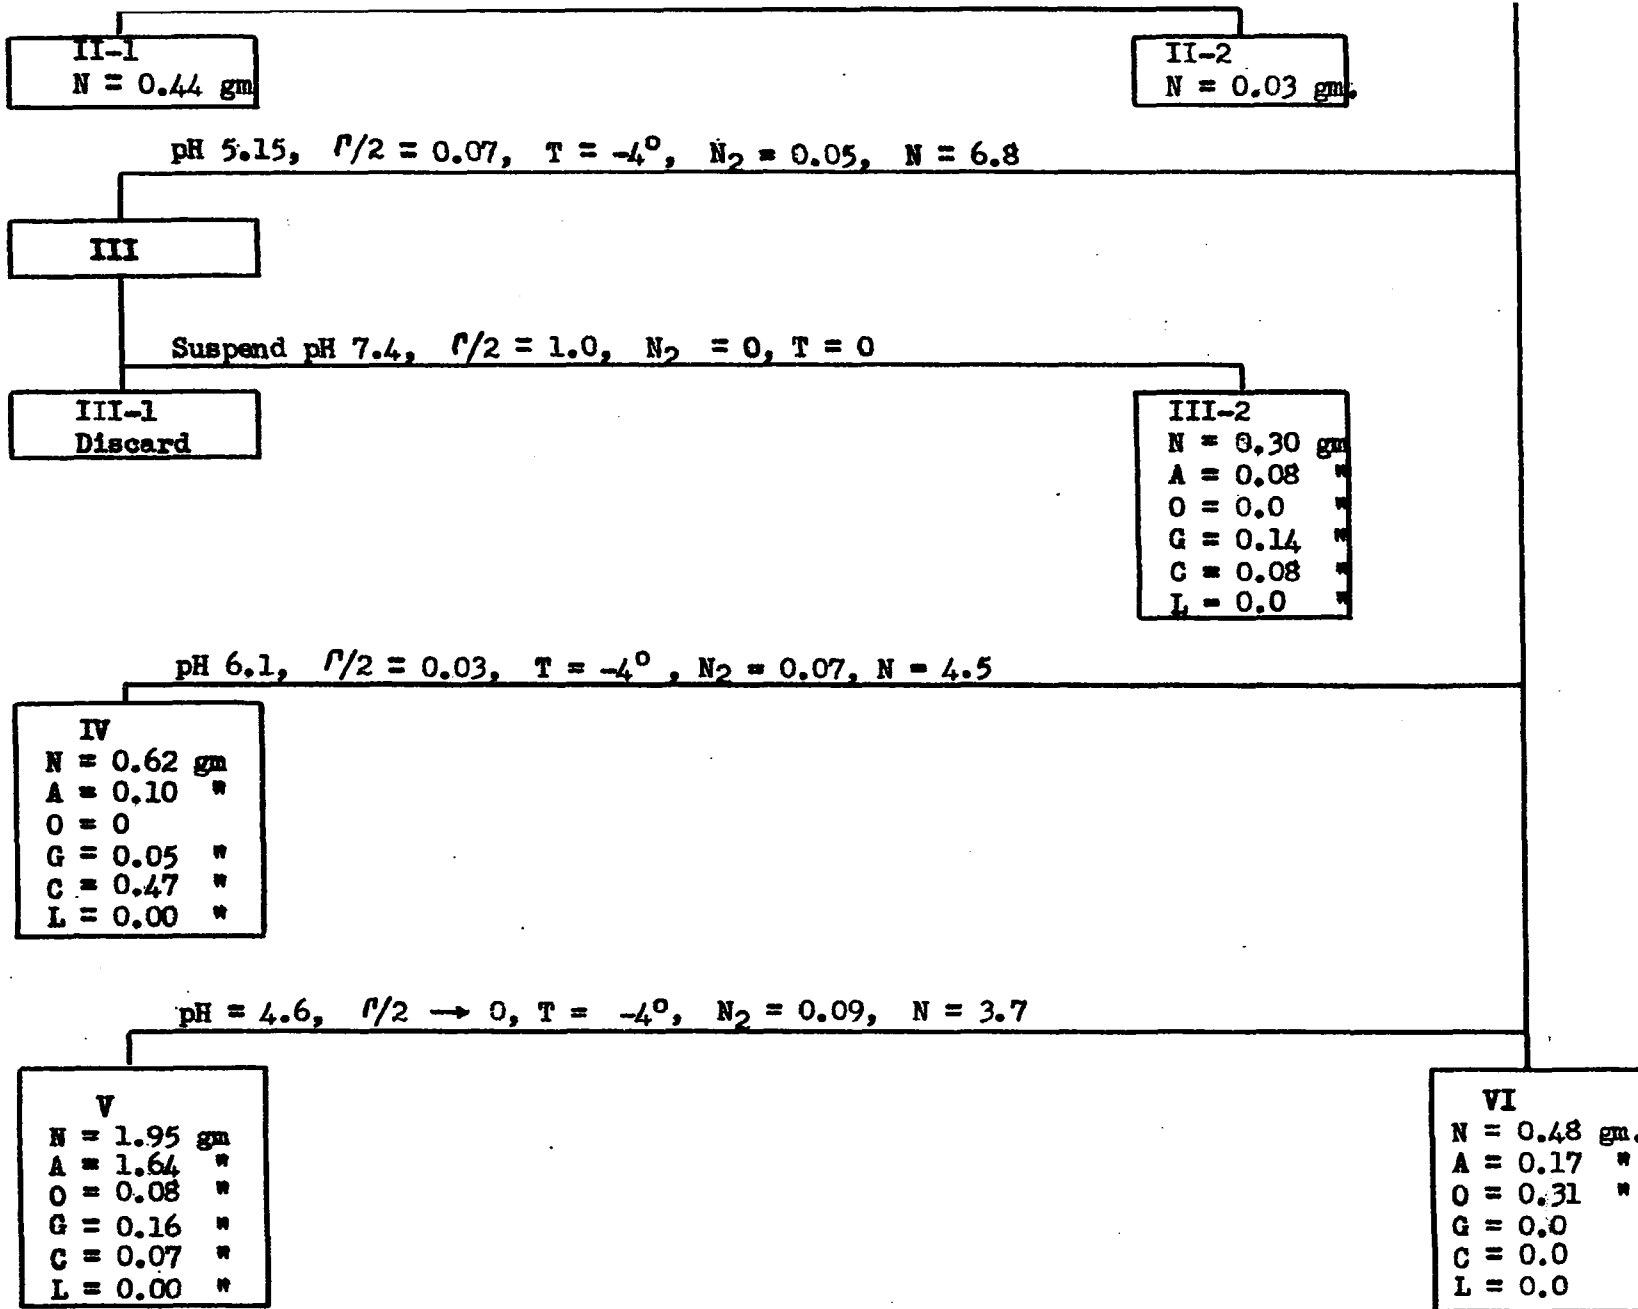 II-1
N = 0.44 gm
II-2
N = 0.03 gm.
pH 5.15, Γ/2 = 0.07, T = -4°, N₂ = 0.05, N = 6.8
III
Suspend pH 7.4, Γ/2 = 1.0, N₂ = 0, T = 0
III-1
Discard
III-2
N = 0.30 gm
A = 0.08 "
O = 0.0 "
G = 0.14 "
C = 0.08 "
L = 0.0 "
pH 6.1, Γ/2 = 0.03, T = -4°, N₂ = 0.07, N = 4.5
IV
N = 0.62 gm
A = 0.10 "
O = 0
G = 0.05 "
C = 0.47 "
L = 0.00 "
pH = 4.6, Γ/2 → 0, T = -4°, N₂ = 0.09, N = 3.7
V
N = 1.95 gm
A = 1.64 "
O = 0.08 "
G = 0.16 "
C = 0.07 "
L = 0.00 "
VI
N = 0.48 gm.
A = 0.17 "
O = 0.31 "
G = 0.0
C = 0.0
L = 0.0